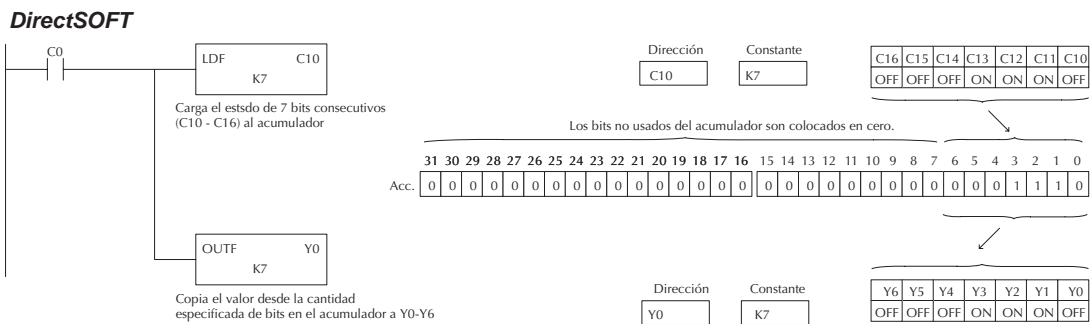 DirectSOFT
C0
LDF C10
K7
Carga el estsdo de 7 bits consecutivos
(C10 - C16) al acumulador
Dirección Constante
C10 K7
C16 C15 C14 C13 C12 C11 C10
OFF OFF OFF ON ON ON OFF
Los bits no usados del acumulador son colocados en cero.
31 30 29 28 27 26 25 24 23 22 21 20 19 18 17 16 15 14 13 12 11 10 9 8 7 6 5 4 3 2 1 0
Acc. 0 0 0 0 0 0 0 0 0 0 0 0 0 0 0 0 0 0 0 0 0 0 0 0 0 0 0 0 1 1 1 0
OUTF Y0
K7
Copia el valor desde la cantidad
especificada de bits en el acumulador a Y0-Y6
Dirección Constante
Y0 K7
Y6 Y5 Y4 Y3 Y2 Y1 Y0
OFF OFF OFF ON ON ON OFF